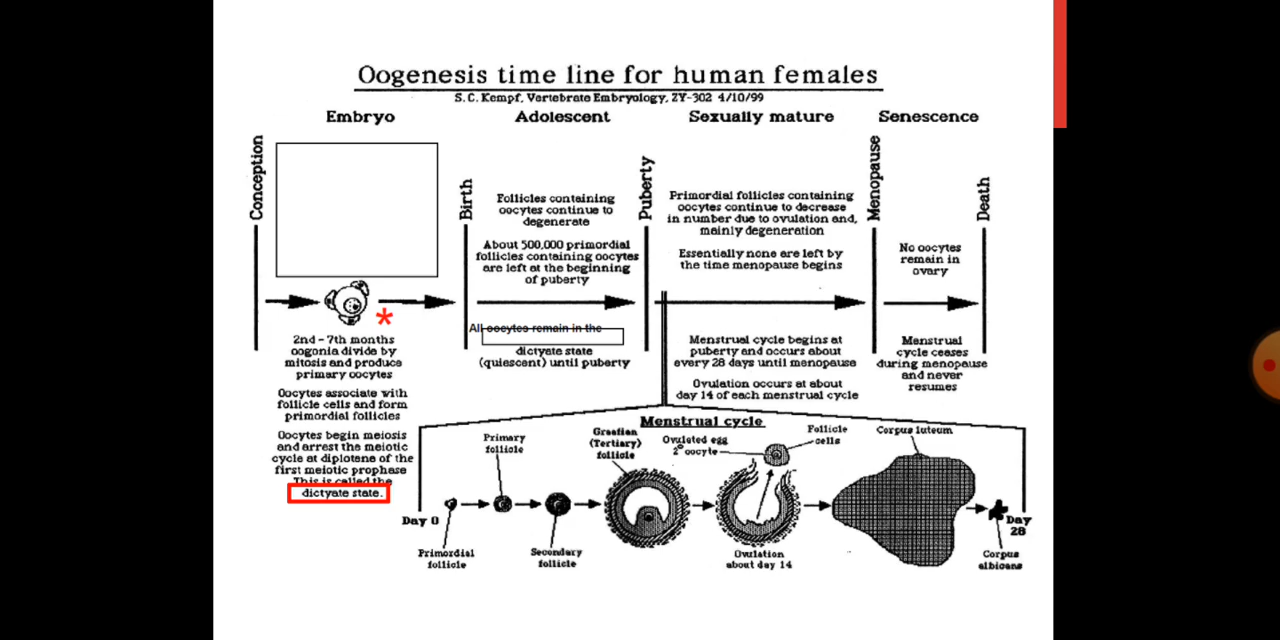 Oogenesis time line for human females
S.C. Kempf, Vertebrate Embryology, ZY-302 4/10/99
Embryo
Adolescent
Sexually mature
Senescence
Conception
Birth
Puberty
Menopause
Death
Follicles containing
oocytes continue to
degenerate
About 500,000 primordial
follicles containing oocytes
are left at the beginning
of puberty
Primordial follicles containing
oocytes continue to decrease
in number due to ovulation and,
mainly degeneration
Essentially none are left by
the time menopause begins
No oocytes
remain in
ovary
*
2nd - 7th months
oogonia divide by
mitosis and produce
primary oocytes
Oocytes associate with
follicle cells and form
primordial follicles
Oocytes begin meiosis
and arrest the meiotic
cycle at diplotene of the
first meiotic prophase
This is called the
dictyate state.
All oocytes remain in the
dictyate state
(quiescent) until puberty
Menstrual cycle begins at
puberty and occurs about
every 28 days until menopause
Ovulation occurs at about
day 14 of each menstrual cycle
Menstrual
cycle ceases
during menopause
and never
resumes
Menstrual cycle
Day 0
Primordial
follicle
Primary
follicle
Secondary
follicle
Graafian
(Tertiary)
follicle
Ovulated egg
2° oocyte
Follicle
cells
Ovulation
about day 14
Corpus luteum
Day
28
Corpus
albicans